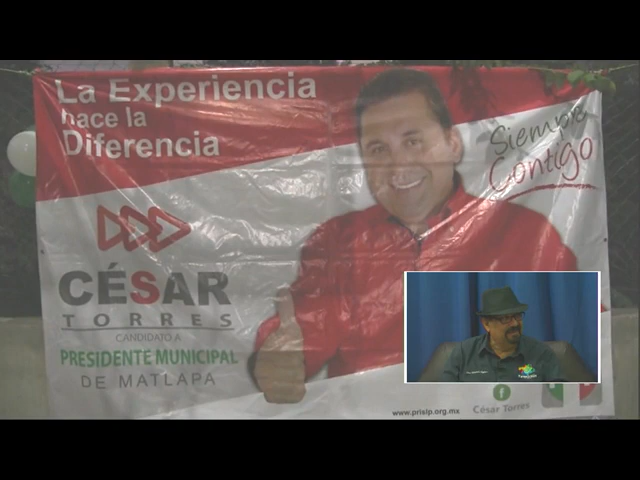 La Experiencia
hace la
Diferencia
Siempre
Contigo
CÉSAR
TORRES
CANDIDATO A
PRESIDENTE MUNICIPAL
DE MATLAPA
www.prislp.org.mx
f
César Torres